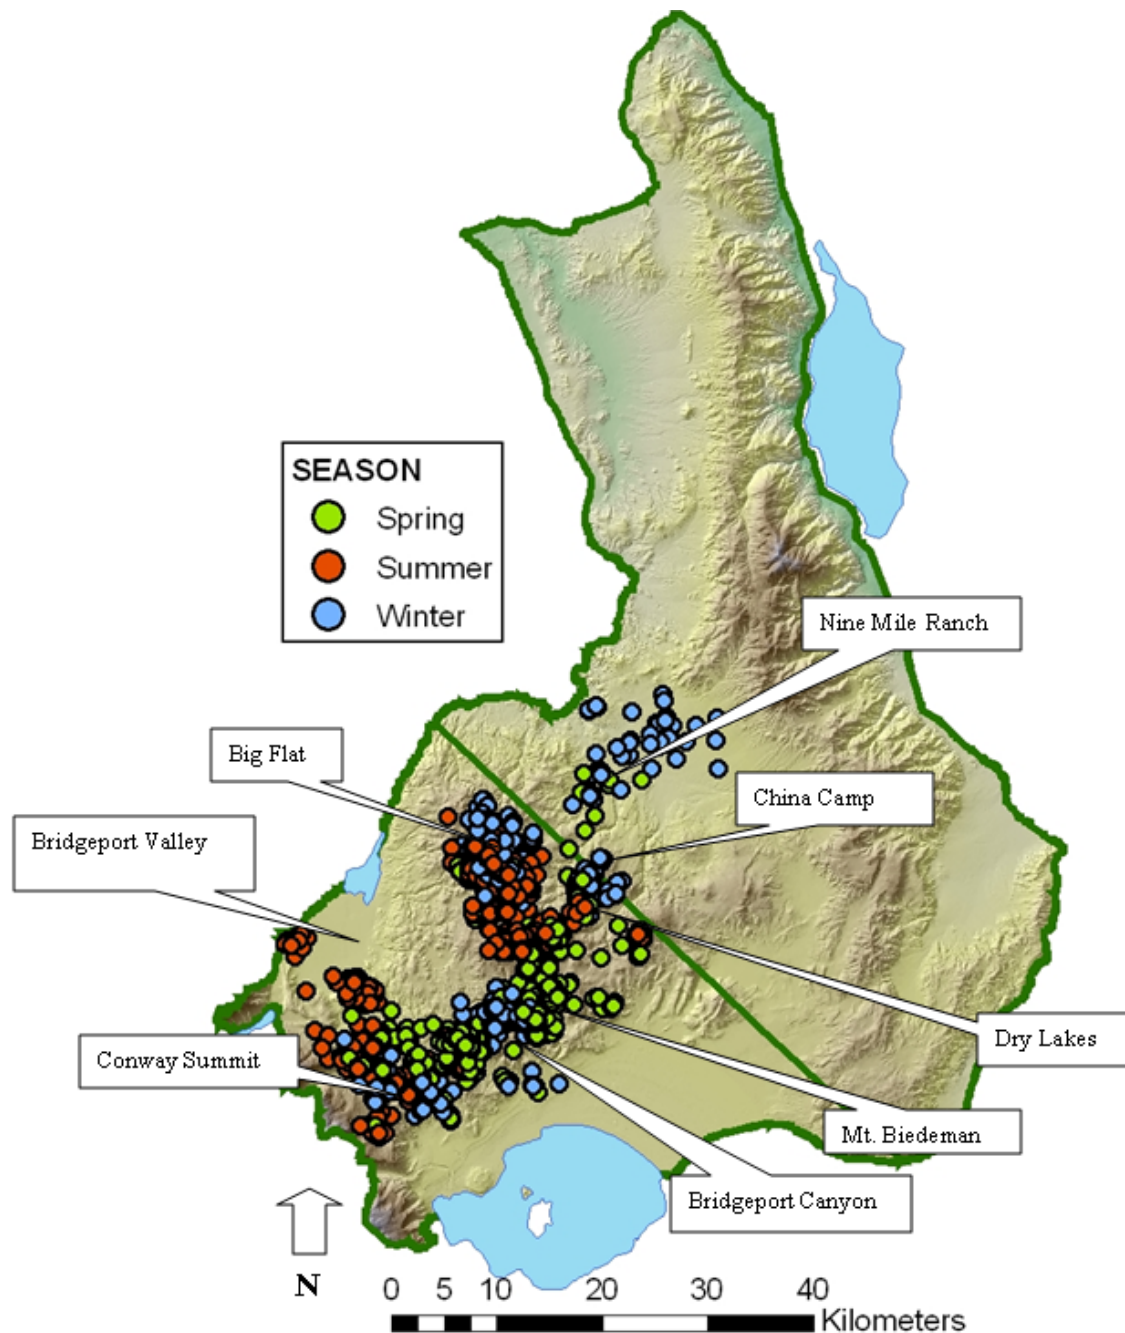 SEASON
Spring
Summer
Winter
Nine Mile Ranch
Big Flat
China Camp
Bridgeport Valley
Dry Lakes
Conway Summit
Mt. Biedeman
Bridgeport Canyon
N
0 5 10 20 30 40
Kilometers